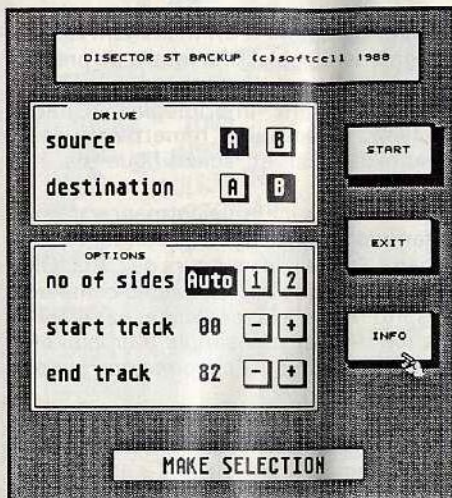 DISECTOR ST BACKUP (c)softcell 1988
DRIVE
source A B
destination A B
START
EXIT
INFO
OPTIONS
no of sides Auto 1 2
start track 00 - +
end track 82 - +
MAKE SELECTION